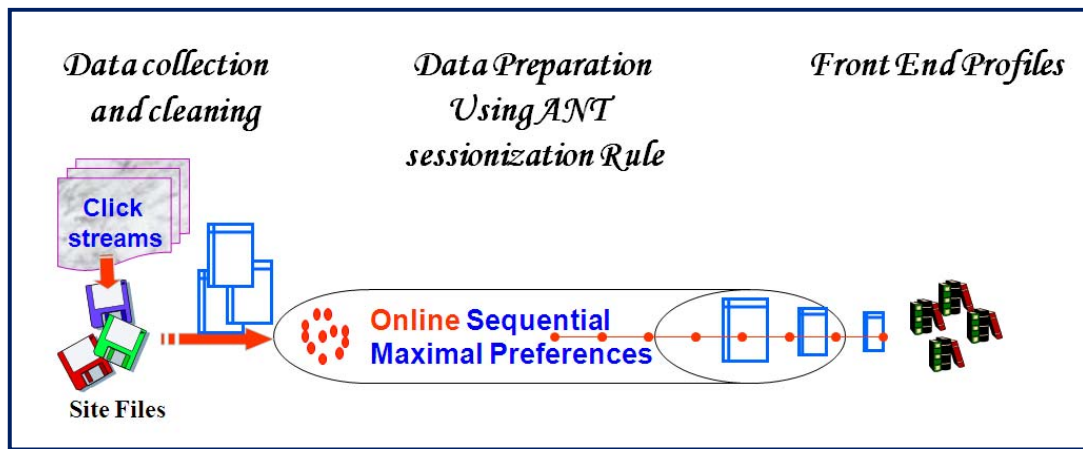 Data collection
and cleaning
Data Preparation
Using ANT
sessionization Rule
Front End Profiles
Click
streams
Online Sequential
Maximal Preferences
Site Files